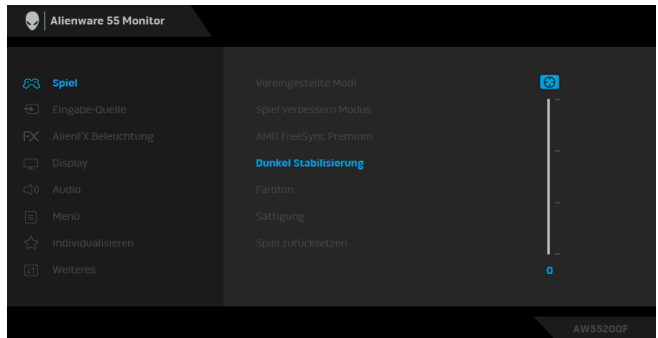 Alienware 55 Monitor
Spiel
Eingabe-Quelle
AlienFX Beleuchtung
Display
Audio
Menü
Individualisieren
Weiteres
Voreingestellte Modi
Spiel verbessern Modus
AMD FreeSync Premium
Dunkel Stabilisierung
Farbton
Sättigung
Spiel zurücksetzen
0
AW5520QF